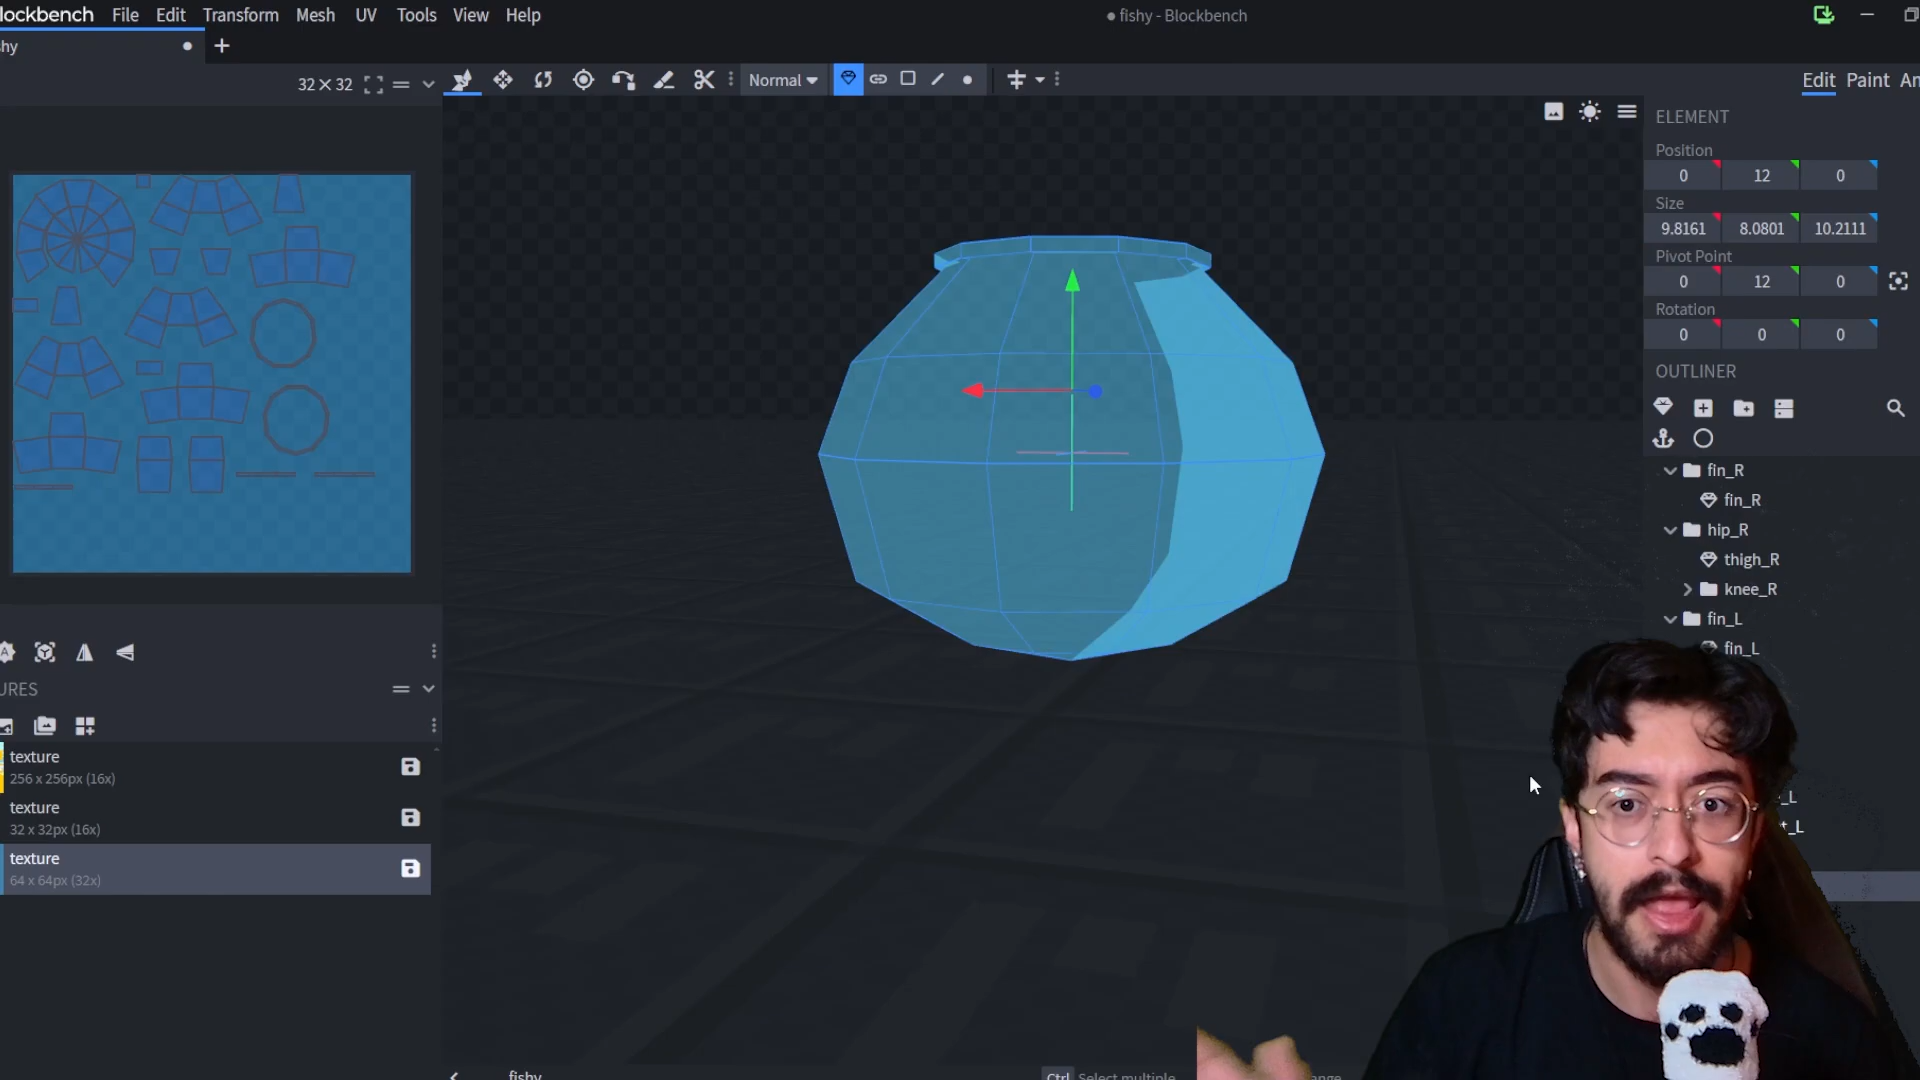 lockbench File Edit Transform Mesh UV Tools View Help
fishy - Blockbench
hy
32×32
Normal
Edit Paint An
ELEMENT
Position
0 12 0
Size
9.8161 8.0801 10.2111
Pivot Point
0 12 0
Rotation
0 0 0
OUTLINER
fin_R
fin_R
hip_R
thigh_R
knee_R
fin_L
fin_L
_L
_L
URES
texture
256 x 256px (16x)
texture
32 x 32px (16x)
texture
64 x 64px (32x)
fishy
Ctrl Select multiple